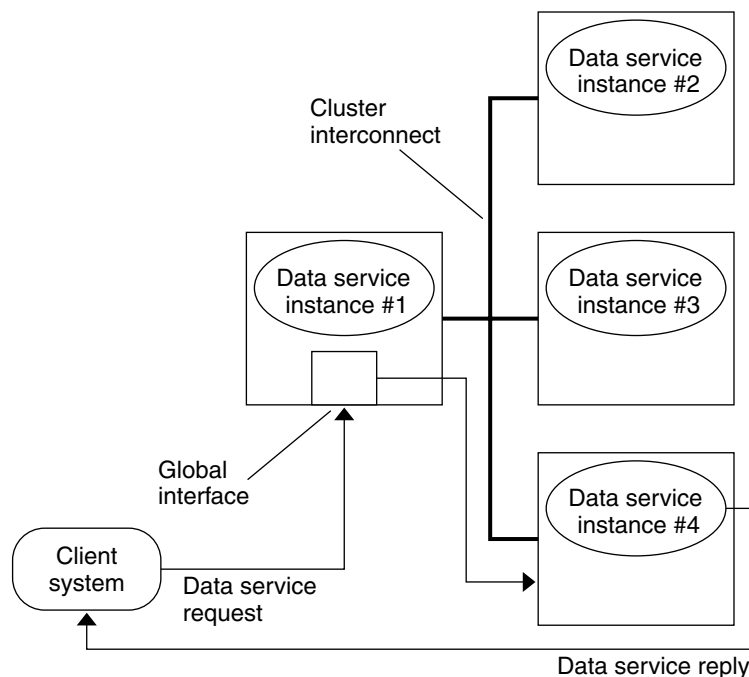 Data service
instance #2
Cluster
interconnect
Data service
instance #1
Data service
instance #3
Global
interface
Data service
instance #4
Client
system
Data service
request
Data service reply